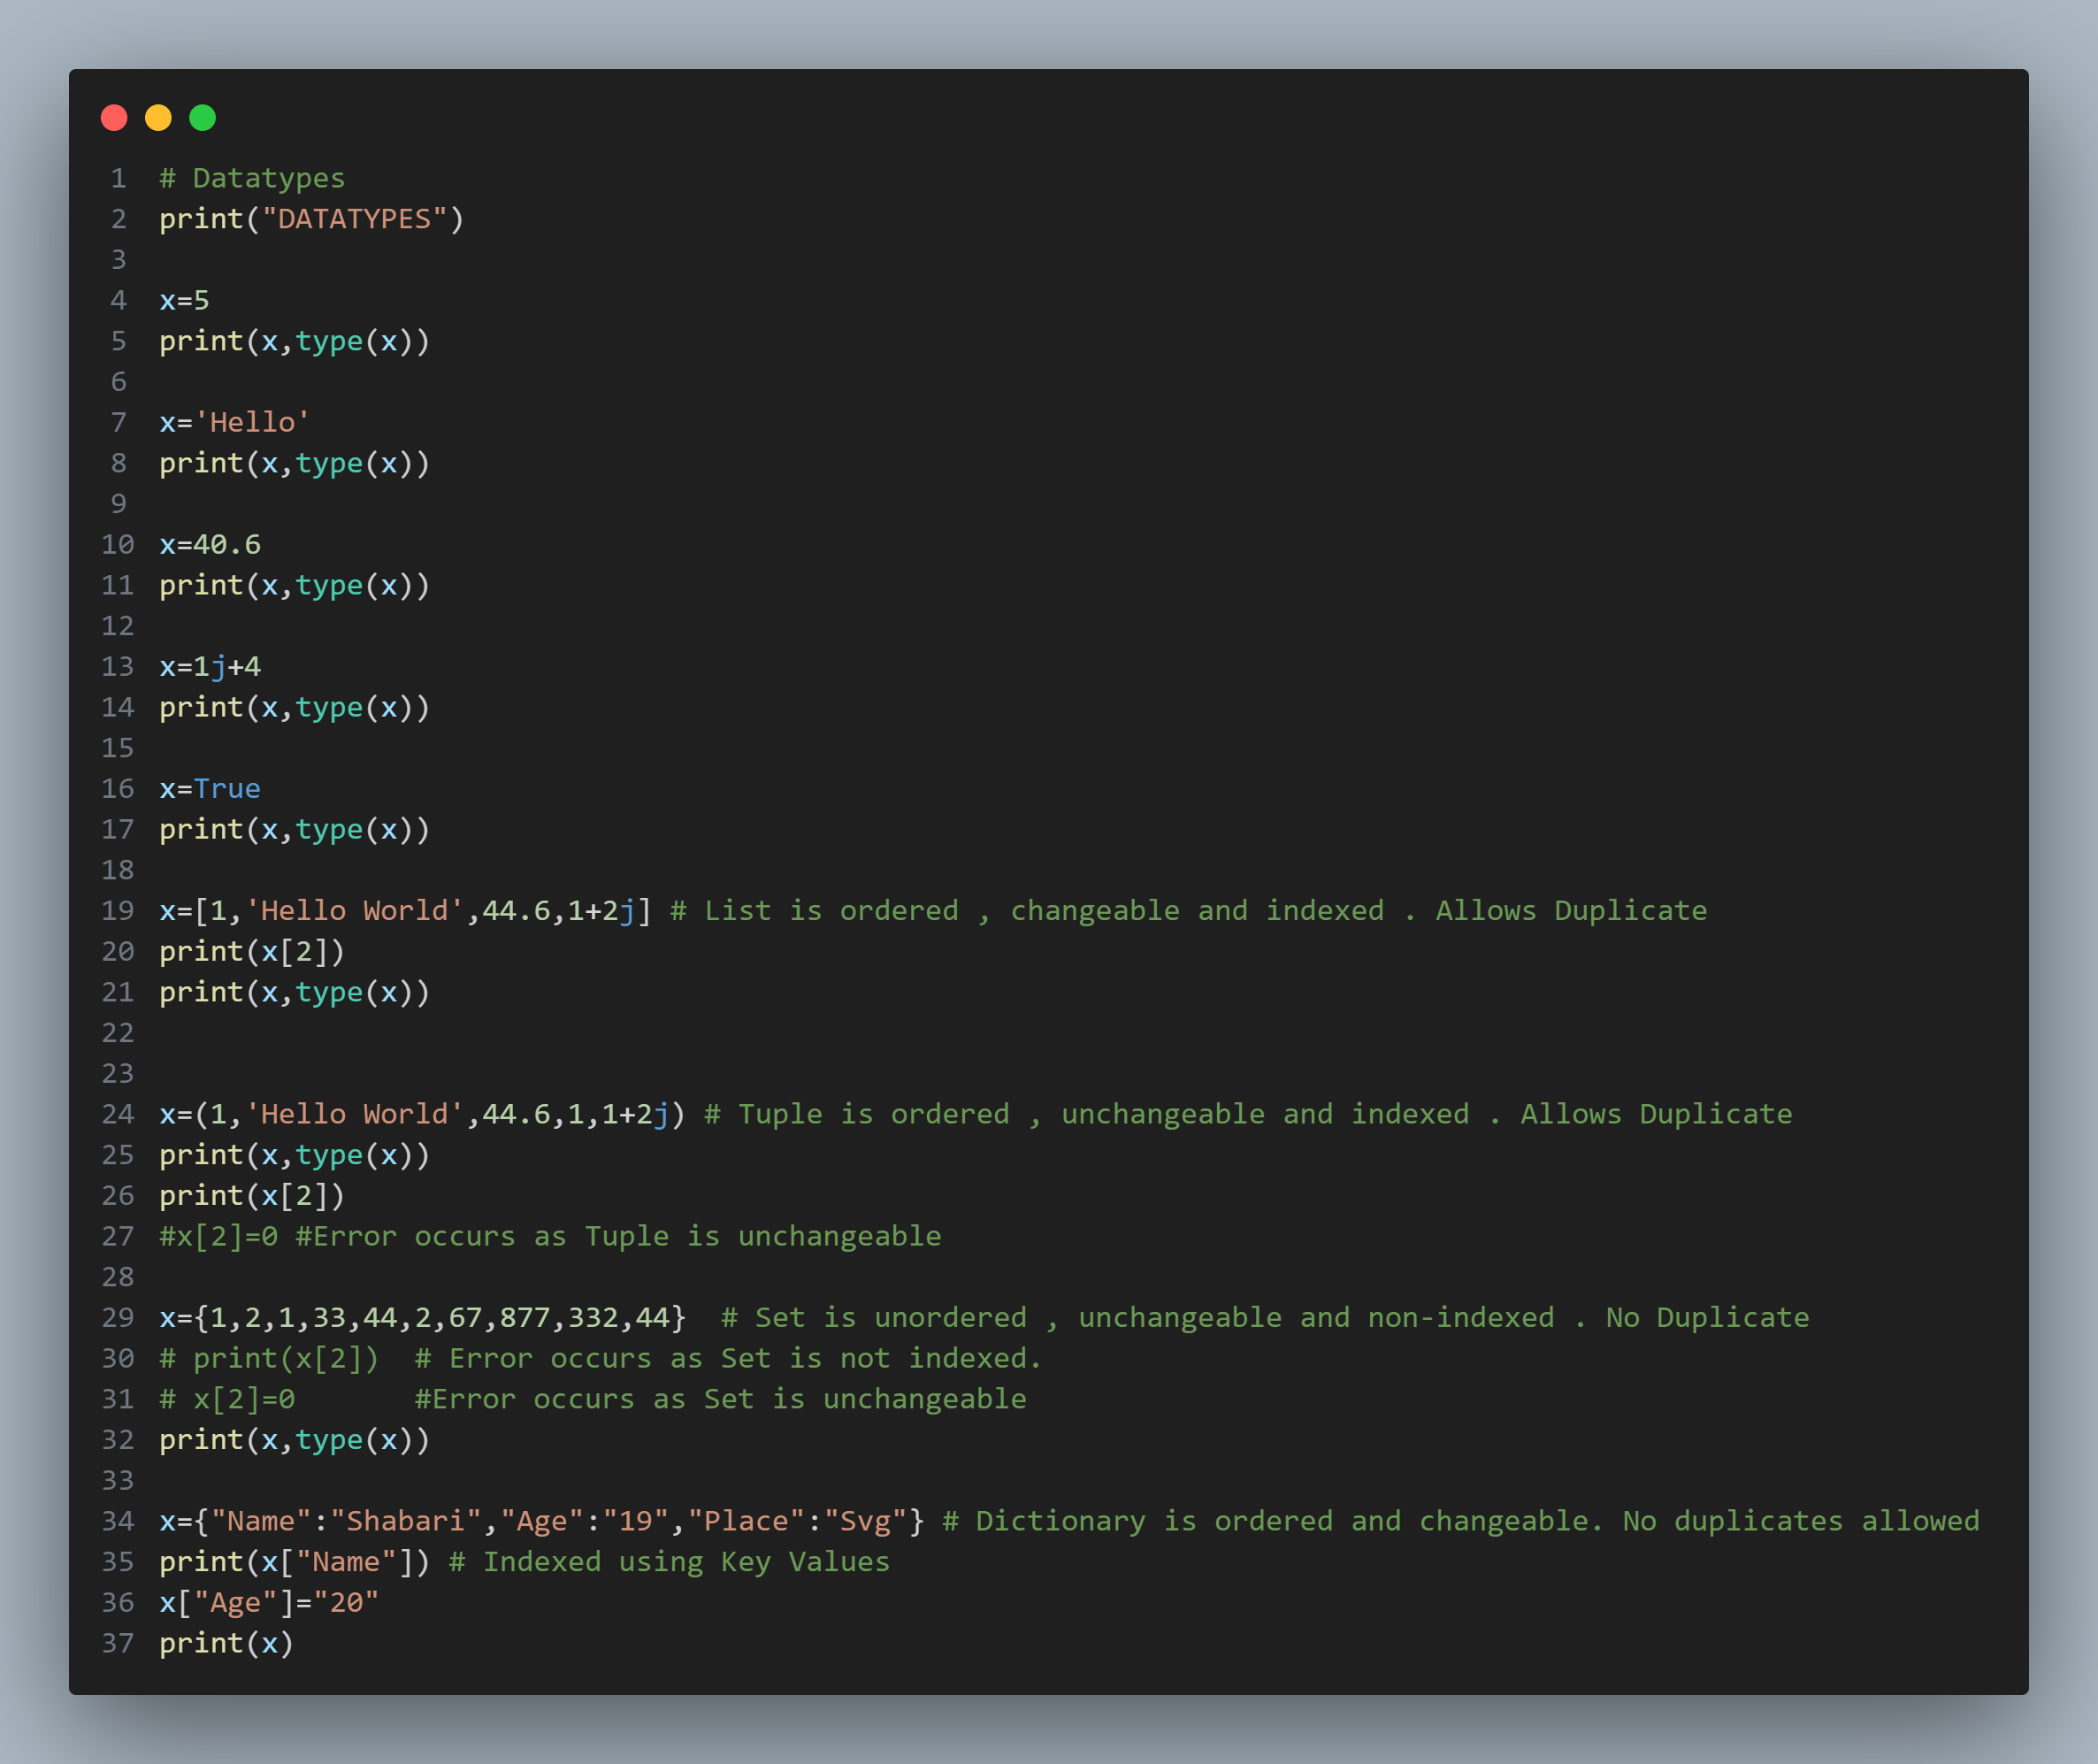 1 # Datatypes
2 print("DATATYPES")
3
4 x=5
5 print(x,type(x))
6
7 x='Hello'
8 print(x,type(x))
9
10 x=40.6
11 print(x,type(x))
12
13 x=1j+4
14 print(x,type(x))
15
16 x=True
17 print(x,type(x))
18
19 x=[1,'Hello World',44.6,1+2j] # List is ordered , changeable and indexed . Allows Duplicate
20 print(x[2])
21 print(x,type(x))
22
23
24 x=(1,'Hello World',44.6,1,1+2j) # Tuple is ordered , unchangeable and indexed . Allows Duplicate
25 print(x,type(x))
26 print(x[2])
27 #x[2]=0 #Error occurs as Tuple is unchangeable
28
29 x={1,2,1,33,44,2,67,877,332,44}  # Set is unordered , unchangeable and non-indexed . No Duplicate
30 # print(x[2])  # Error occurs as Set is not indexed.
31 # x[2]=0       #Error occurs as Set is unchangeable
32 print(x,type(x))
33
34 x={"Name":"Shabari","Age":"19","Place":"Svg"} # Dictionary is ordered and changeable. No duplicates allowed
35 print(x["Name"]) # Indexed using Key Values
36 x["Age"]="20"
37 print(x)